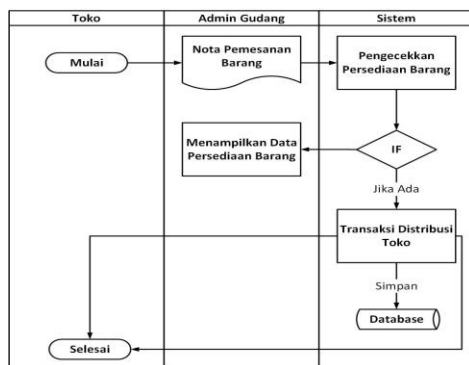 Toko
Admin Gudang
Sistem
Mulai
Nota Pemesanan
Barang
Pengecekkan
Persediaan Barang
Menampilkan Data
Persediaan Barang
IF
Jika Ada
Transaksi Distribusi
Toko
Simpan
Database
Selesai